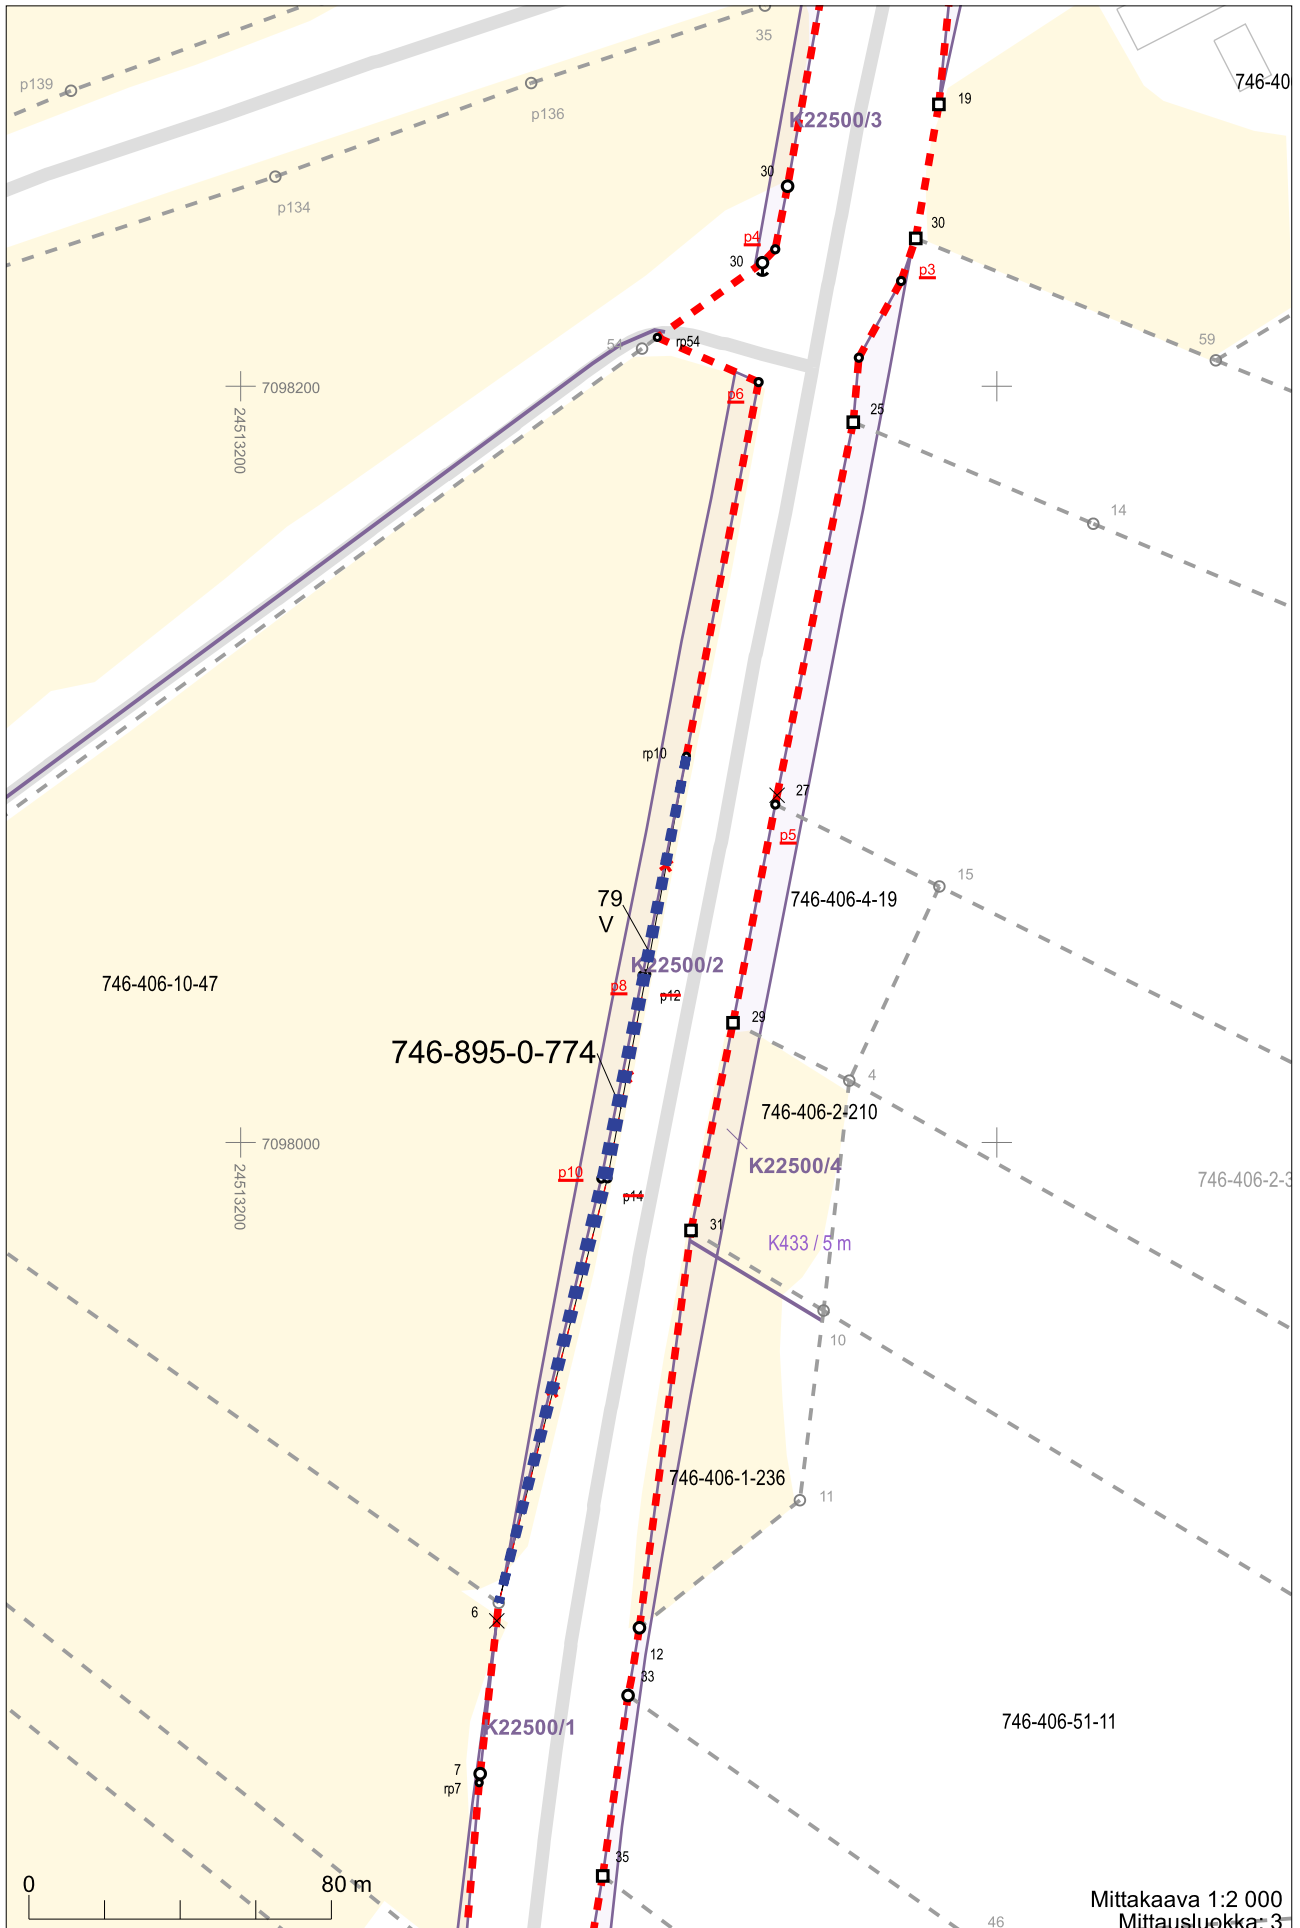 35
p139
p136
746-40
19
K22500/3
30
p134
30
p4
30
p3
59
54
rp54
7098200
24513200
p6
25
14
rp10
27
p5
15
79
V
746-406-4-19
K22500/2
746-406-10-47
p8
p12
29
746-895-0-774
4
746-406-2-210
7098000
24513200
K22500/4
p10
p14
746-406-2-3
31
K433 / 5 m
10
746-406-1-236
11
6
12
33
746-406-51-11
K22500/1
7
rp7
35
0
80 m
Mittakaava 1:2 000
46
Mittausluokka: 3